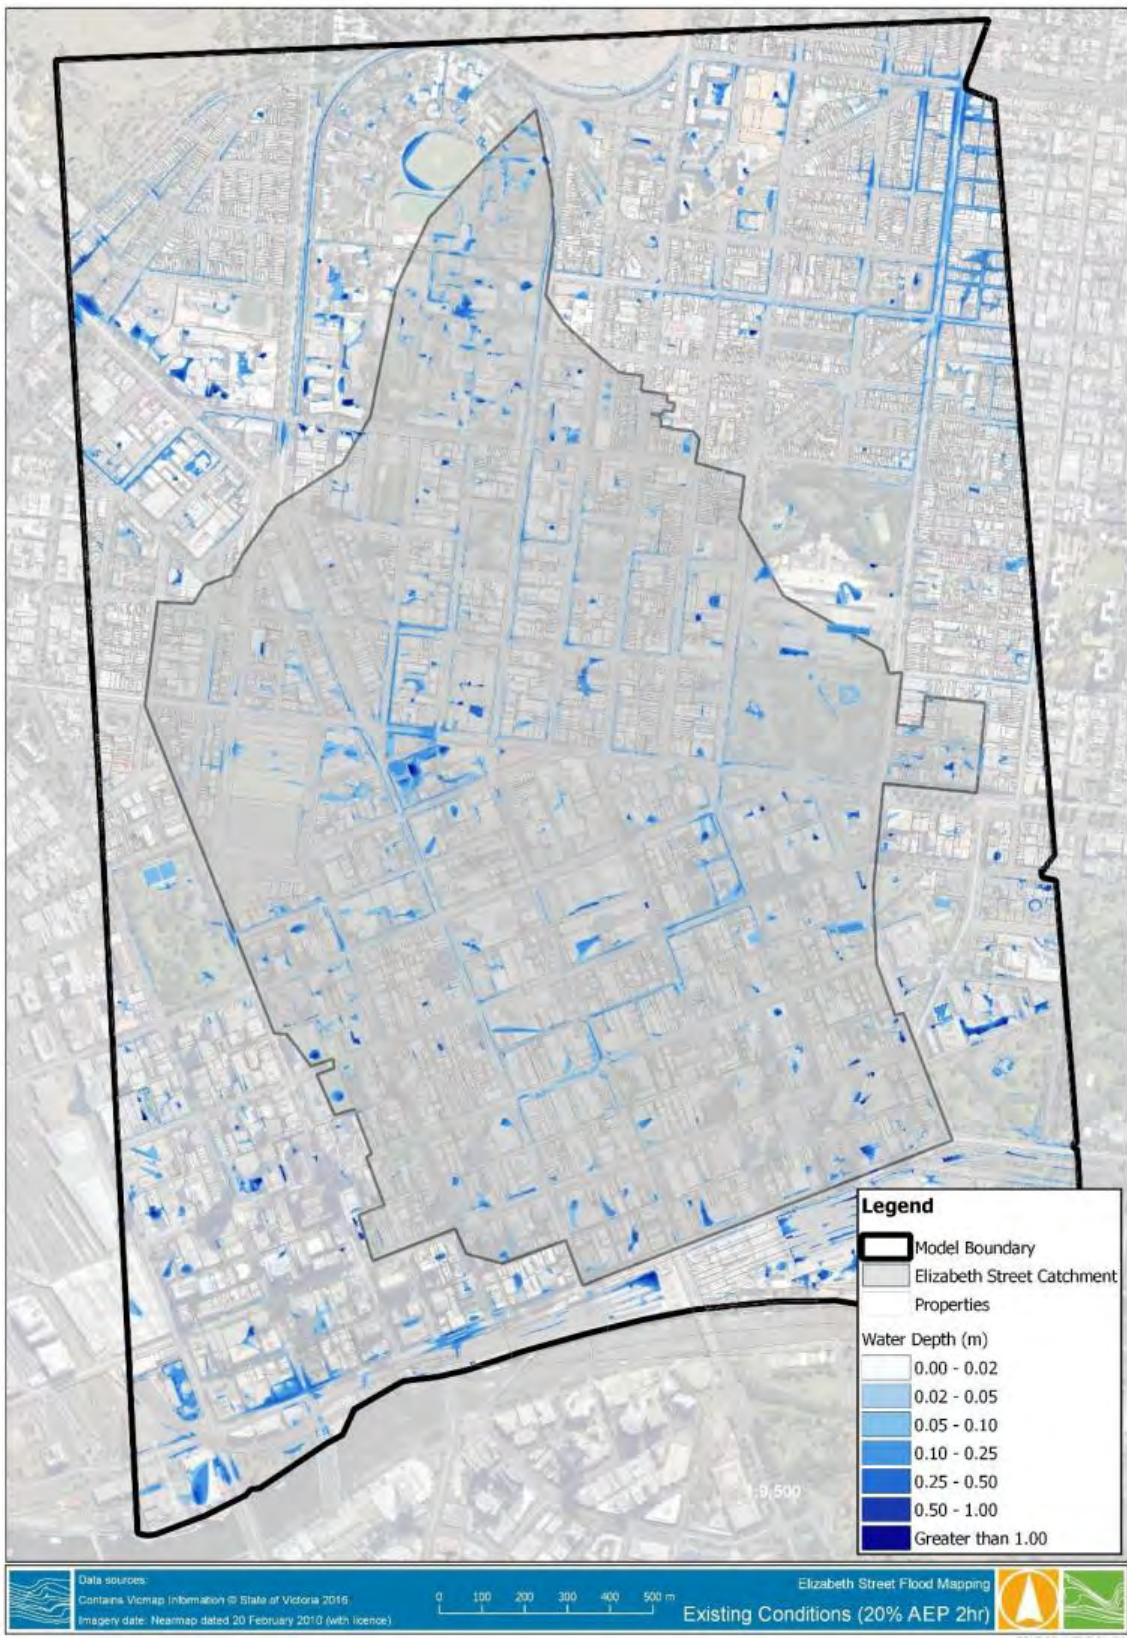 1:9,500
Legend
Model Boundary
Elizabeth Street Catchment
Properties
Water Depth (m)
0.00 - 0.02
0.02 - 0.05
0.05 - 0.10
0.10 - 0.25
0.25 - 0.50
0.50 - 1.00
Greater than 1.00
Data sources:
Contains Vicmap Information © State of Victoria 2016
Imagery date: Nearmap dated 20 February 2010 (with licence)
0 100 200 300 400 500 m
Elizabeth Street Flood Mapping
Existing Conditions (20% AEP 2hr)